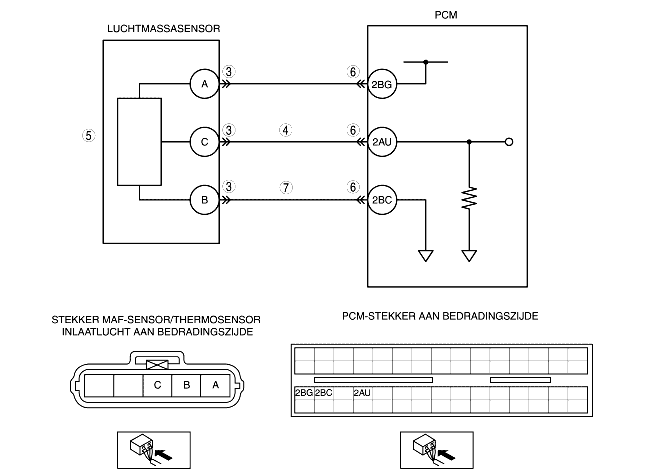 PCM
LUCHTMASSASENSOR
A
3
6
2BG
5
C
3
4
6
2AU
B
3
7
6
2BC
STEKKER MAF-SENSOR/THERMOSENSOR
INLAATLUCHT AAN BEDRADINGSZIJDE
PCM-STEKKER AAN BEDRADINGSZIJDE
C B A
2BG 2BC 2AU